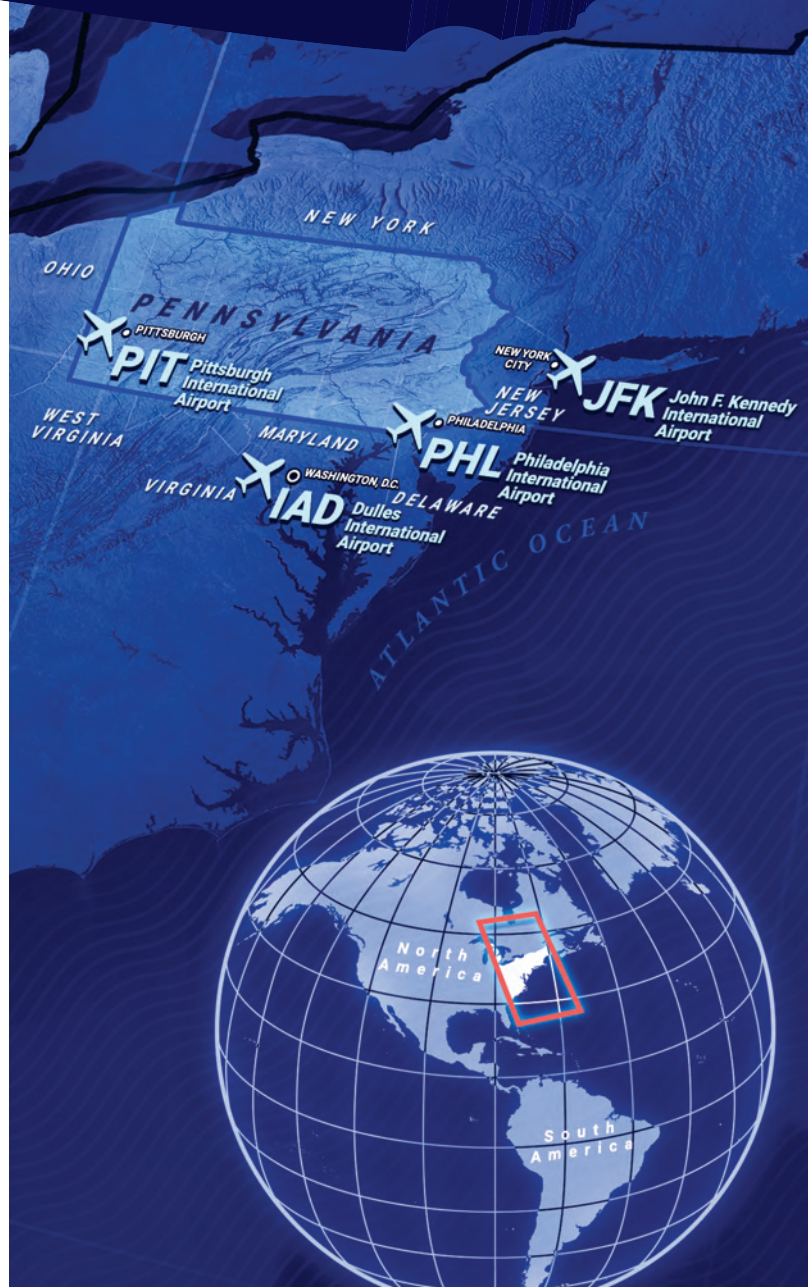 NEW YORK
OHIO
PENNSYLVANIA
PITTSBURGH
PIT
Pittsburgh
International
Airport
NEW YORK
CITY
JFK
John F. Kennedy
International
Airport
NEW
JERSEY
WEST
VIRGINIA
MARYLAND
PHILADELPHIA
PHL
Philadelphia
International
Airport
VIRGINIA
WASHINGTON, D.C.
IAD
Dulles
International
Airport
DELAWARE
ATLANTIC OCEAN
North
America
South
America